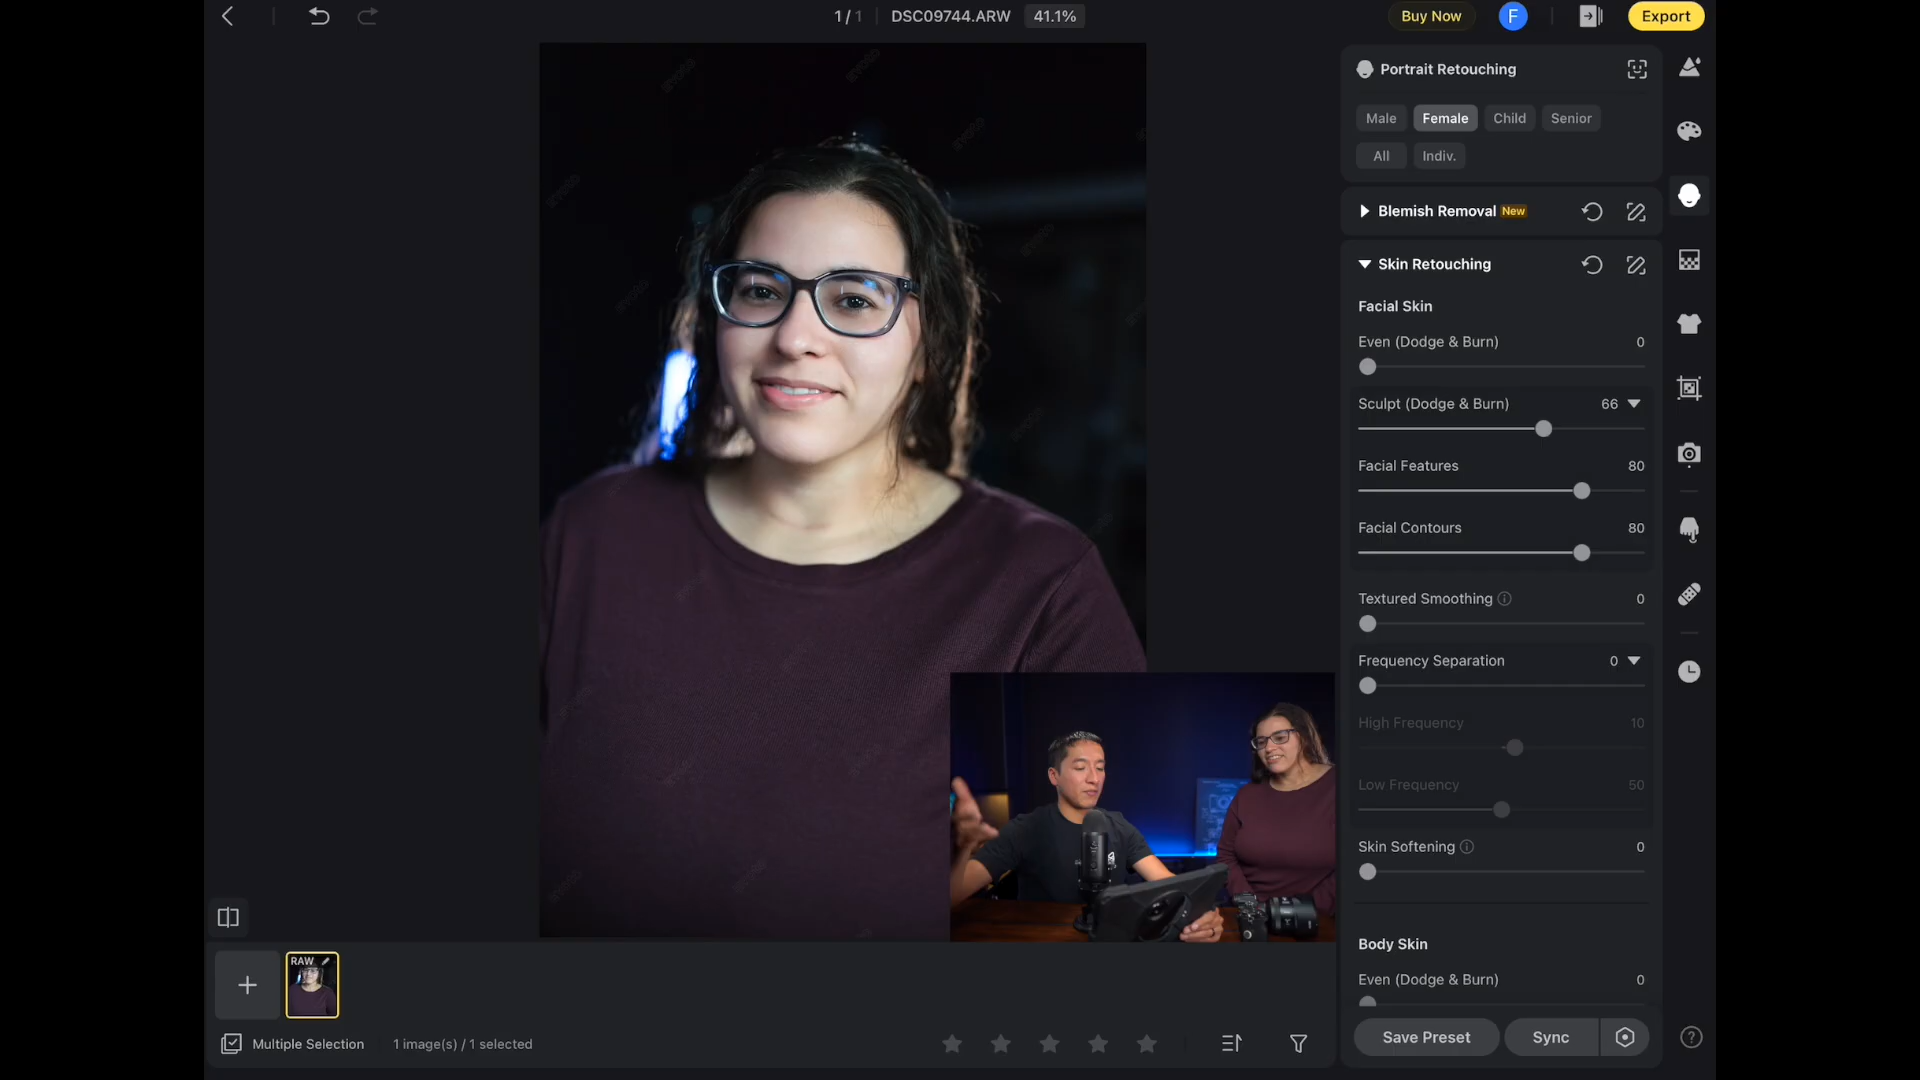 1 / 1 DSC09744.ARW 41.1% Buy Now F Export
Portrait Retouching
Male Female Child Senior
All Indiv.
Blemish Removal New
Skin Retouching
Facial Skin
Even (Dodge & Burn) 0
Sculpt (Dodge & Burn) 66
Facial Features 80
Facial Contours 80
Textured Smoothing 0
Frequency Separation 0
High Frequency 10
Low Frequency 50
Skin Softening 0
Body Skin
Even (Dodge & Burn) 0
RAW
Multiple Selection 1 image(s) / 1 selected
Save Preset Sync